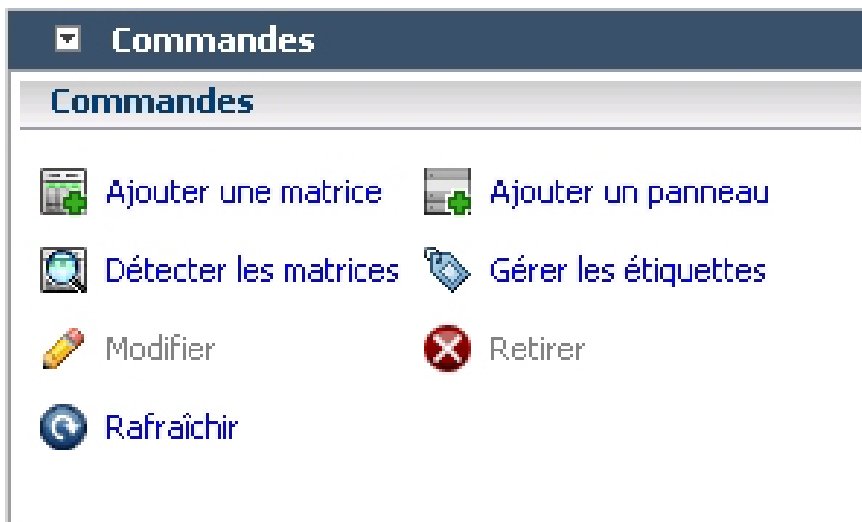 Commandes
Commandes
Ajouter une matrice
Ajouter un panneau
Détecter les matrices
Gérer les étiquettes
Modifier
Retirer
Rafraîchir